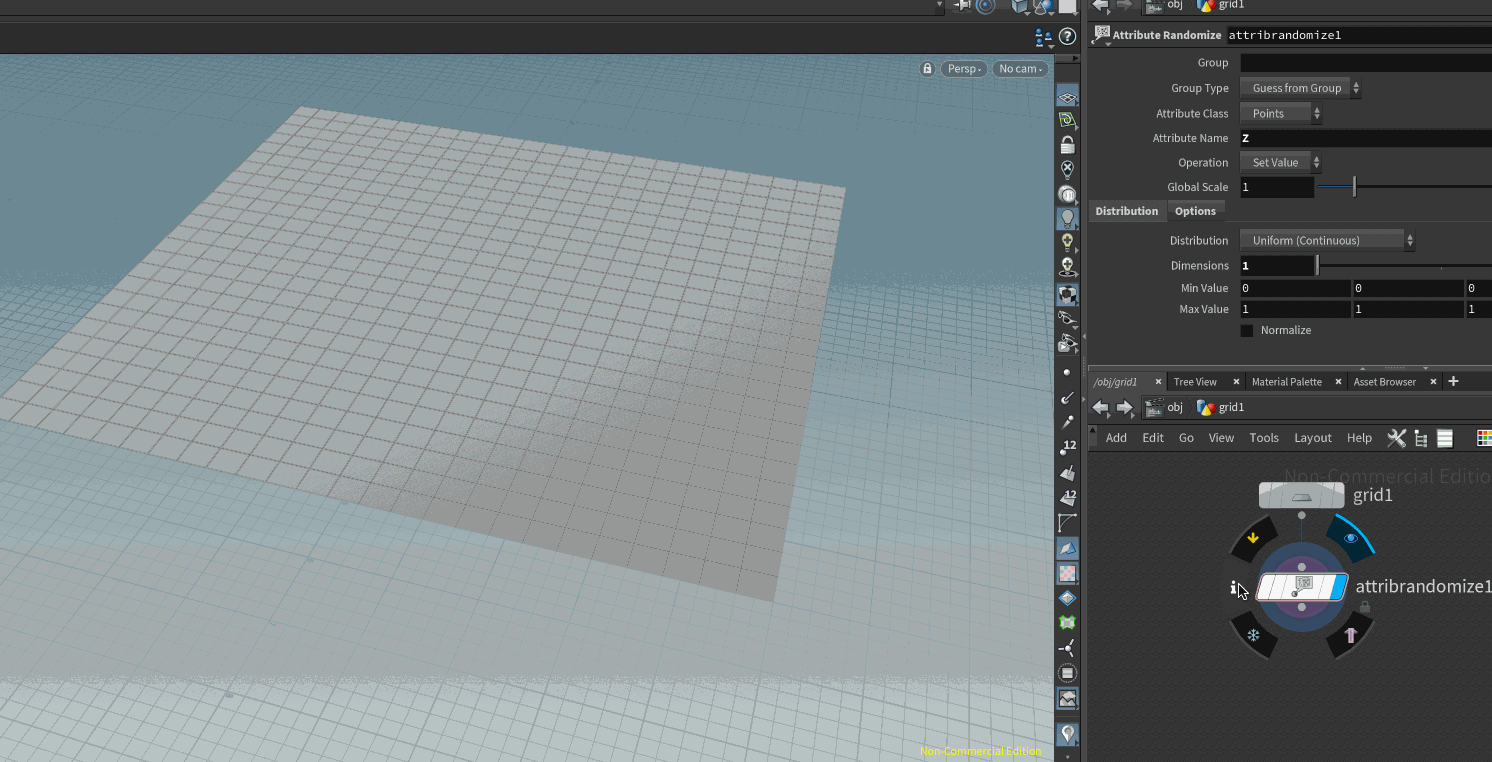 obj grid1
Attribute Randomize attribrandomize1
Group
Persp No cam
Group Type Guess from Group
Attribute Class Points
Attribute Name Z
Operation Set Value
Global Scale 1
Distribution Options
Distribution Uniform (Continuous)
Dimensions 1
Min Value 0 0 0
Max Value 1 1 1
Normalize
/obj/grid1 Tree View Material Palette Asset Browser
obj grid1
12
Add Edit Go View Tools Layout Help
Non-Commercial Editio
grid1
12
attribrandomize1
Non-Commercial Edition